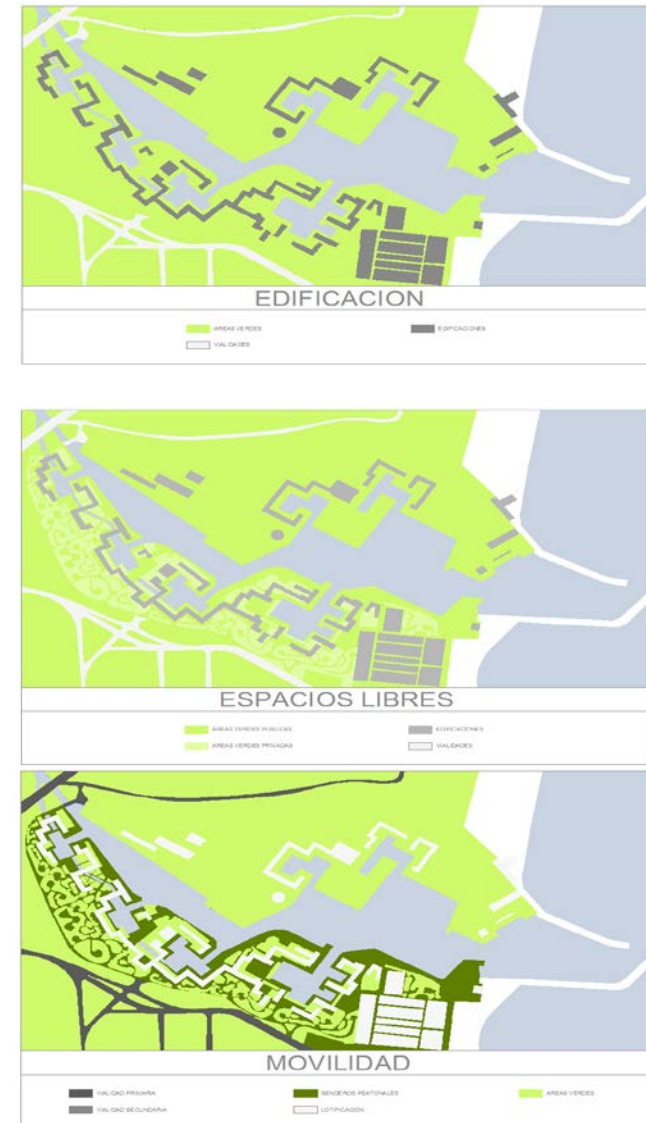 EDIFICACION
AREAS VERDES
EDIFICACIONES
VIALIDADES
ESPACIOS LIBRES
AREAS VERDES PUBLICAS
EDIFICACIONES
AREAS VERDES PRIVADAS
VIALIDADES
MOVILIDAD
VIALIDAD PRIMARIA
SENDEROS PEATONALES
AREAS VERDES
VIALIDAD SECUNDARIA
LOTIFICACION